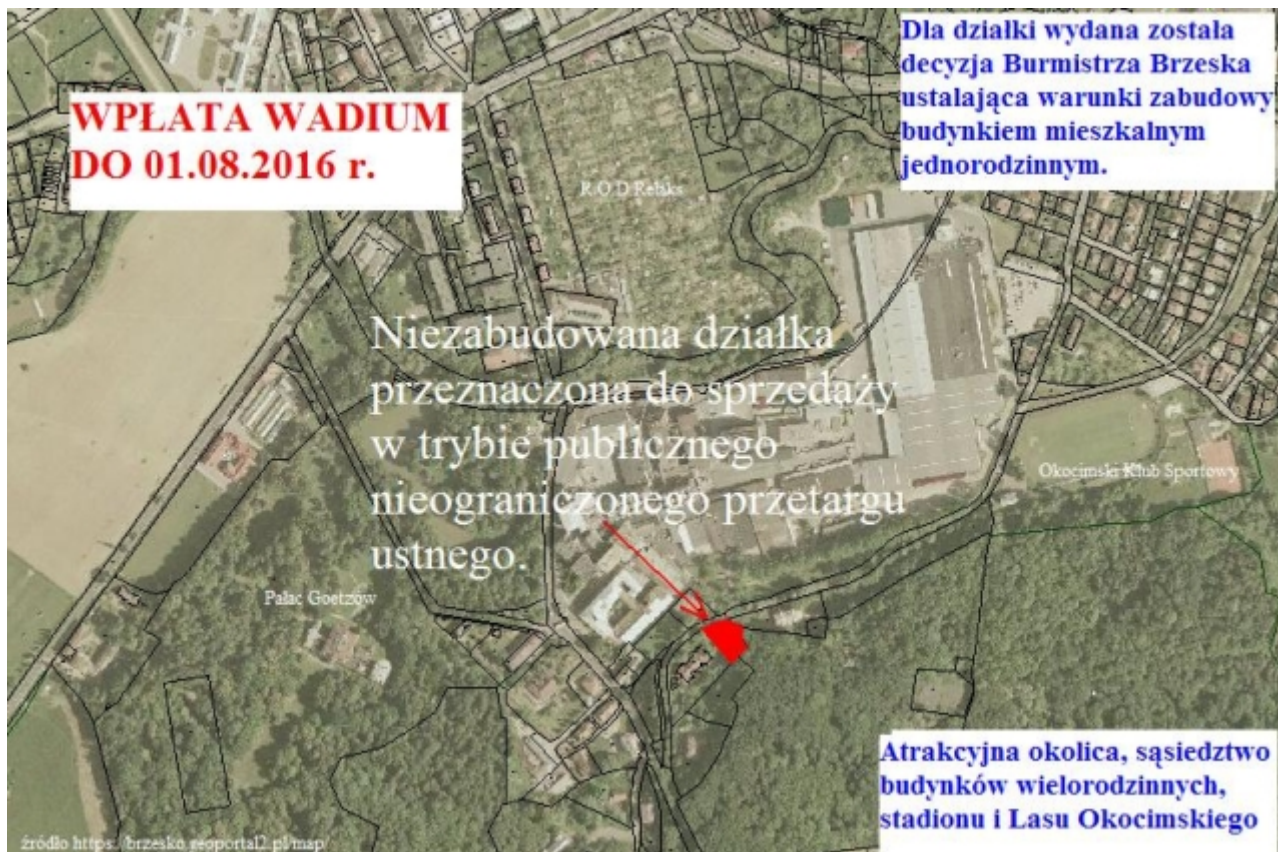 WPŁATA WADIUM
DO 01.08.2016 r.
Dla działki wydana została
decyzja Burmistrza Brzeska
ustalająca warunki zabudowy
budynkiem mieszkalnym
jednorodzinnym.
R.O.D Relaks
Niezabudowana działka
przeznaczona do sprzedaży
w trybie publicznego
nieograniczonego przetargu
ustnego.
Okocimski Klub Sportowy
Pałac Goetzów
Atrakcyjna okolica, sąsiedztwo
budynków wielorodzinnych,
stadionu i Lasu Okocimskiego
źródło https://brzesko.geoportal2.pl/map/